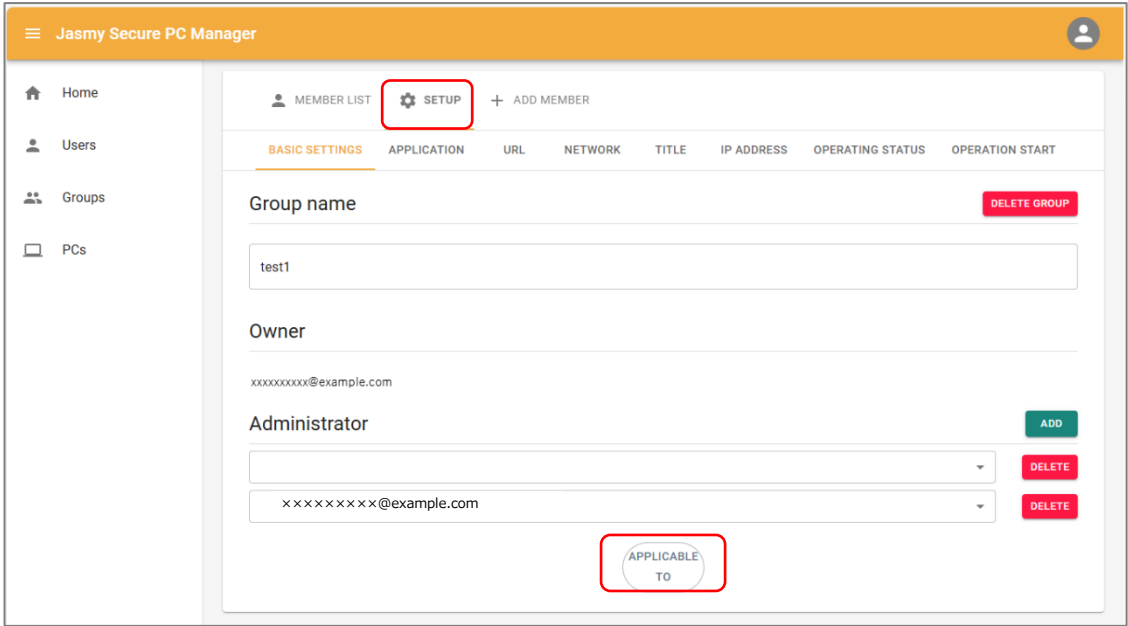 Jasmy Secure PC Manager
Home
Users
Groups
PCs
MEMBER LIST SETUP ADD MEMBER
BASIC SETTINGS APPLICATION URL NETWORK TITLE IP ADDRESS OPERATING STATUS OPERATION START
Group name DELETE GROUP
test1
Owner
xxxxxxxxxx@example.com
Administrator ADD
DELETE
×××××××××@example.com DELETE
APPLICABLE
TO